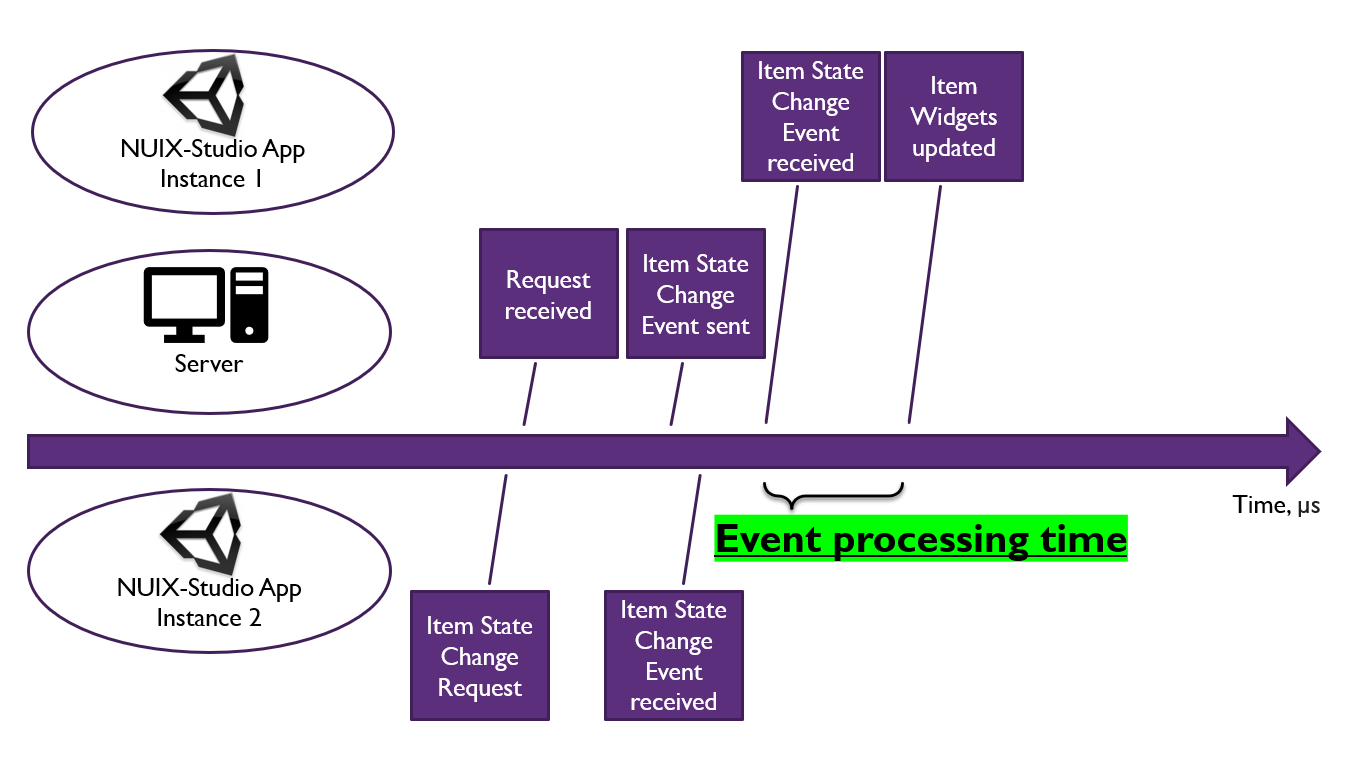 NUIX-Studio App
Instance 1
Item State
Change
Event
received
Item
Widgets
updated
Server
Request
received
Item State
Change
Event sent
Time, µs
Event processing time
NUIX-Studio App
Instance 2
Item State
Change
Request
Item State
Change
Event
received